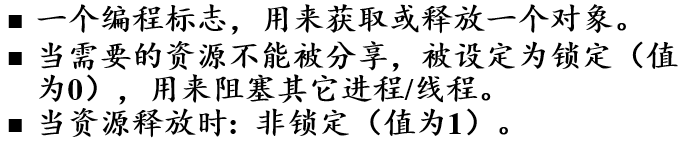 ■ 一个编程标志，用来获取或释放一个对象。
■ 当需要的资源不能被分享，被设定为锁定（值
为0），用来阻塞其它进程/线程。
■ 当资源释放时：非锁定（值为1）。